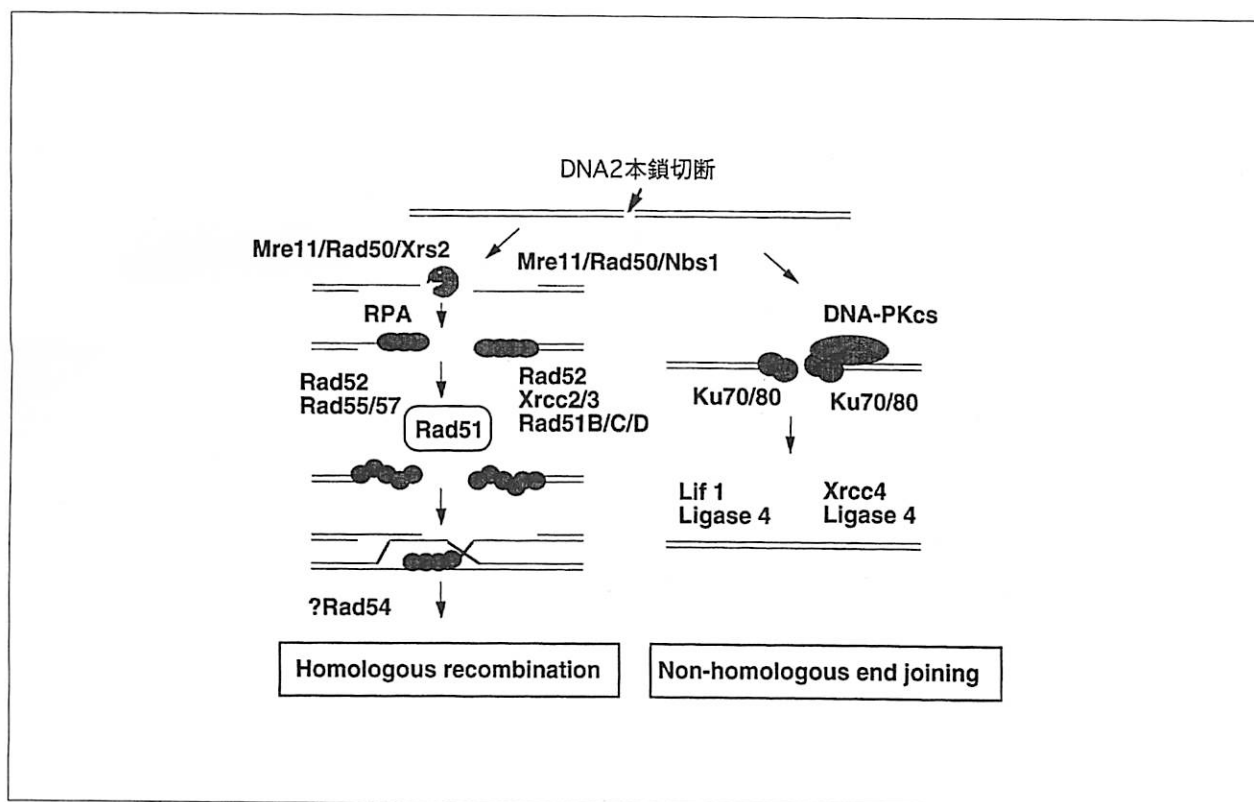 DNA2本鎖切断
Mre11/Rad50/Xrs2
Mre11/Rad50/Nbs1
RPA
Rad52
Rad55/57
Rad51
Rad52
Xrcc2/3
Rad51B/C/D
?Rad54
Homologous recombination
DNA-PKcs
Ku70/80
Ku70/80
Lif 1
Ligase 4
Xrcc4
Ligase 4
Non-homologous end joining